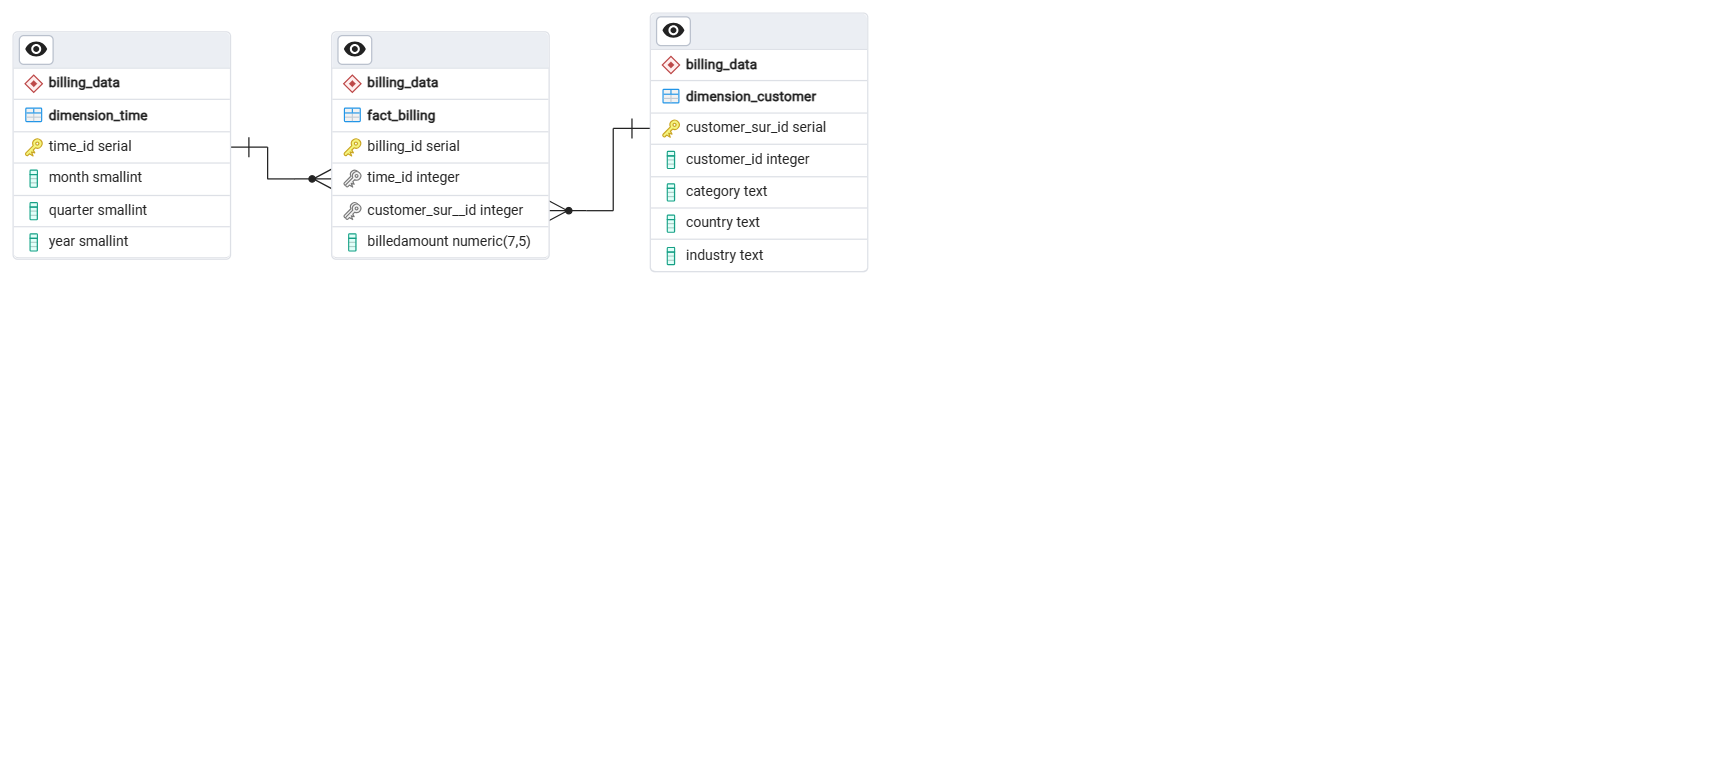 billing_data
dimension_time
time_id serial
month smallint
quarter smallint
year smallint
billing_data
fact_billing
billing_id serial
time_id integer
customer_sur__id integer
billedamount numeric(7,5)
billing_data
dimension_customer
customer_sur_id serial
customer_id integer
category text
country text
industry text